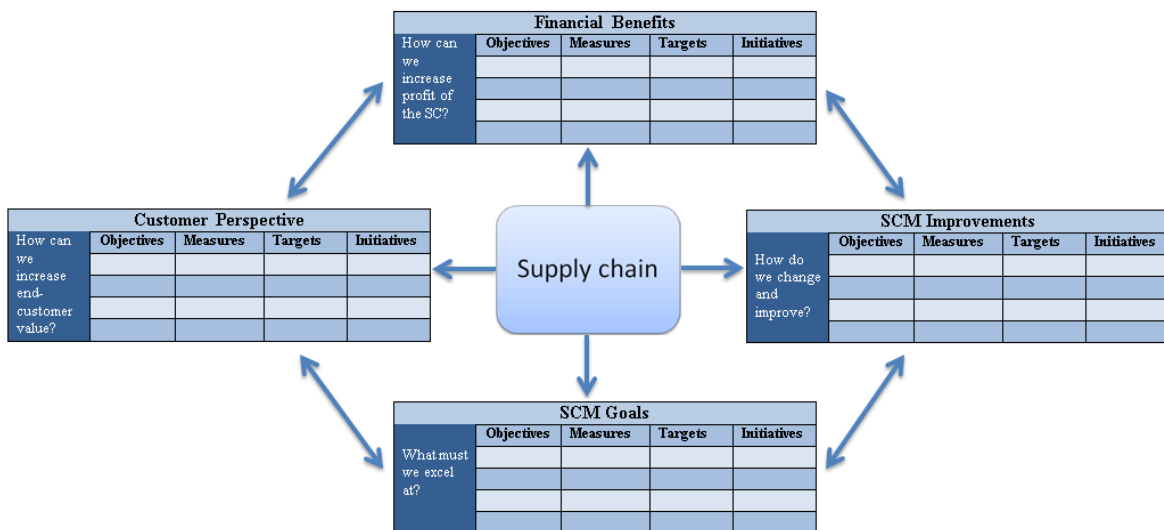 Financial Benefits
How can
we
increase
profit of
the SC?
Objectives Measures Targets Initiatives
Customer Perspective
How can
we
increase
end-
customer
value?
Objectives Measures Targets Initiatives
Supply chain
SCM Improvements
How do
we change
and
improve?
Objectives Measures Targets Initiatives
SCM Goals
What must
we excel
at?
Objectives Measures Targets Initiatives